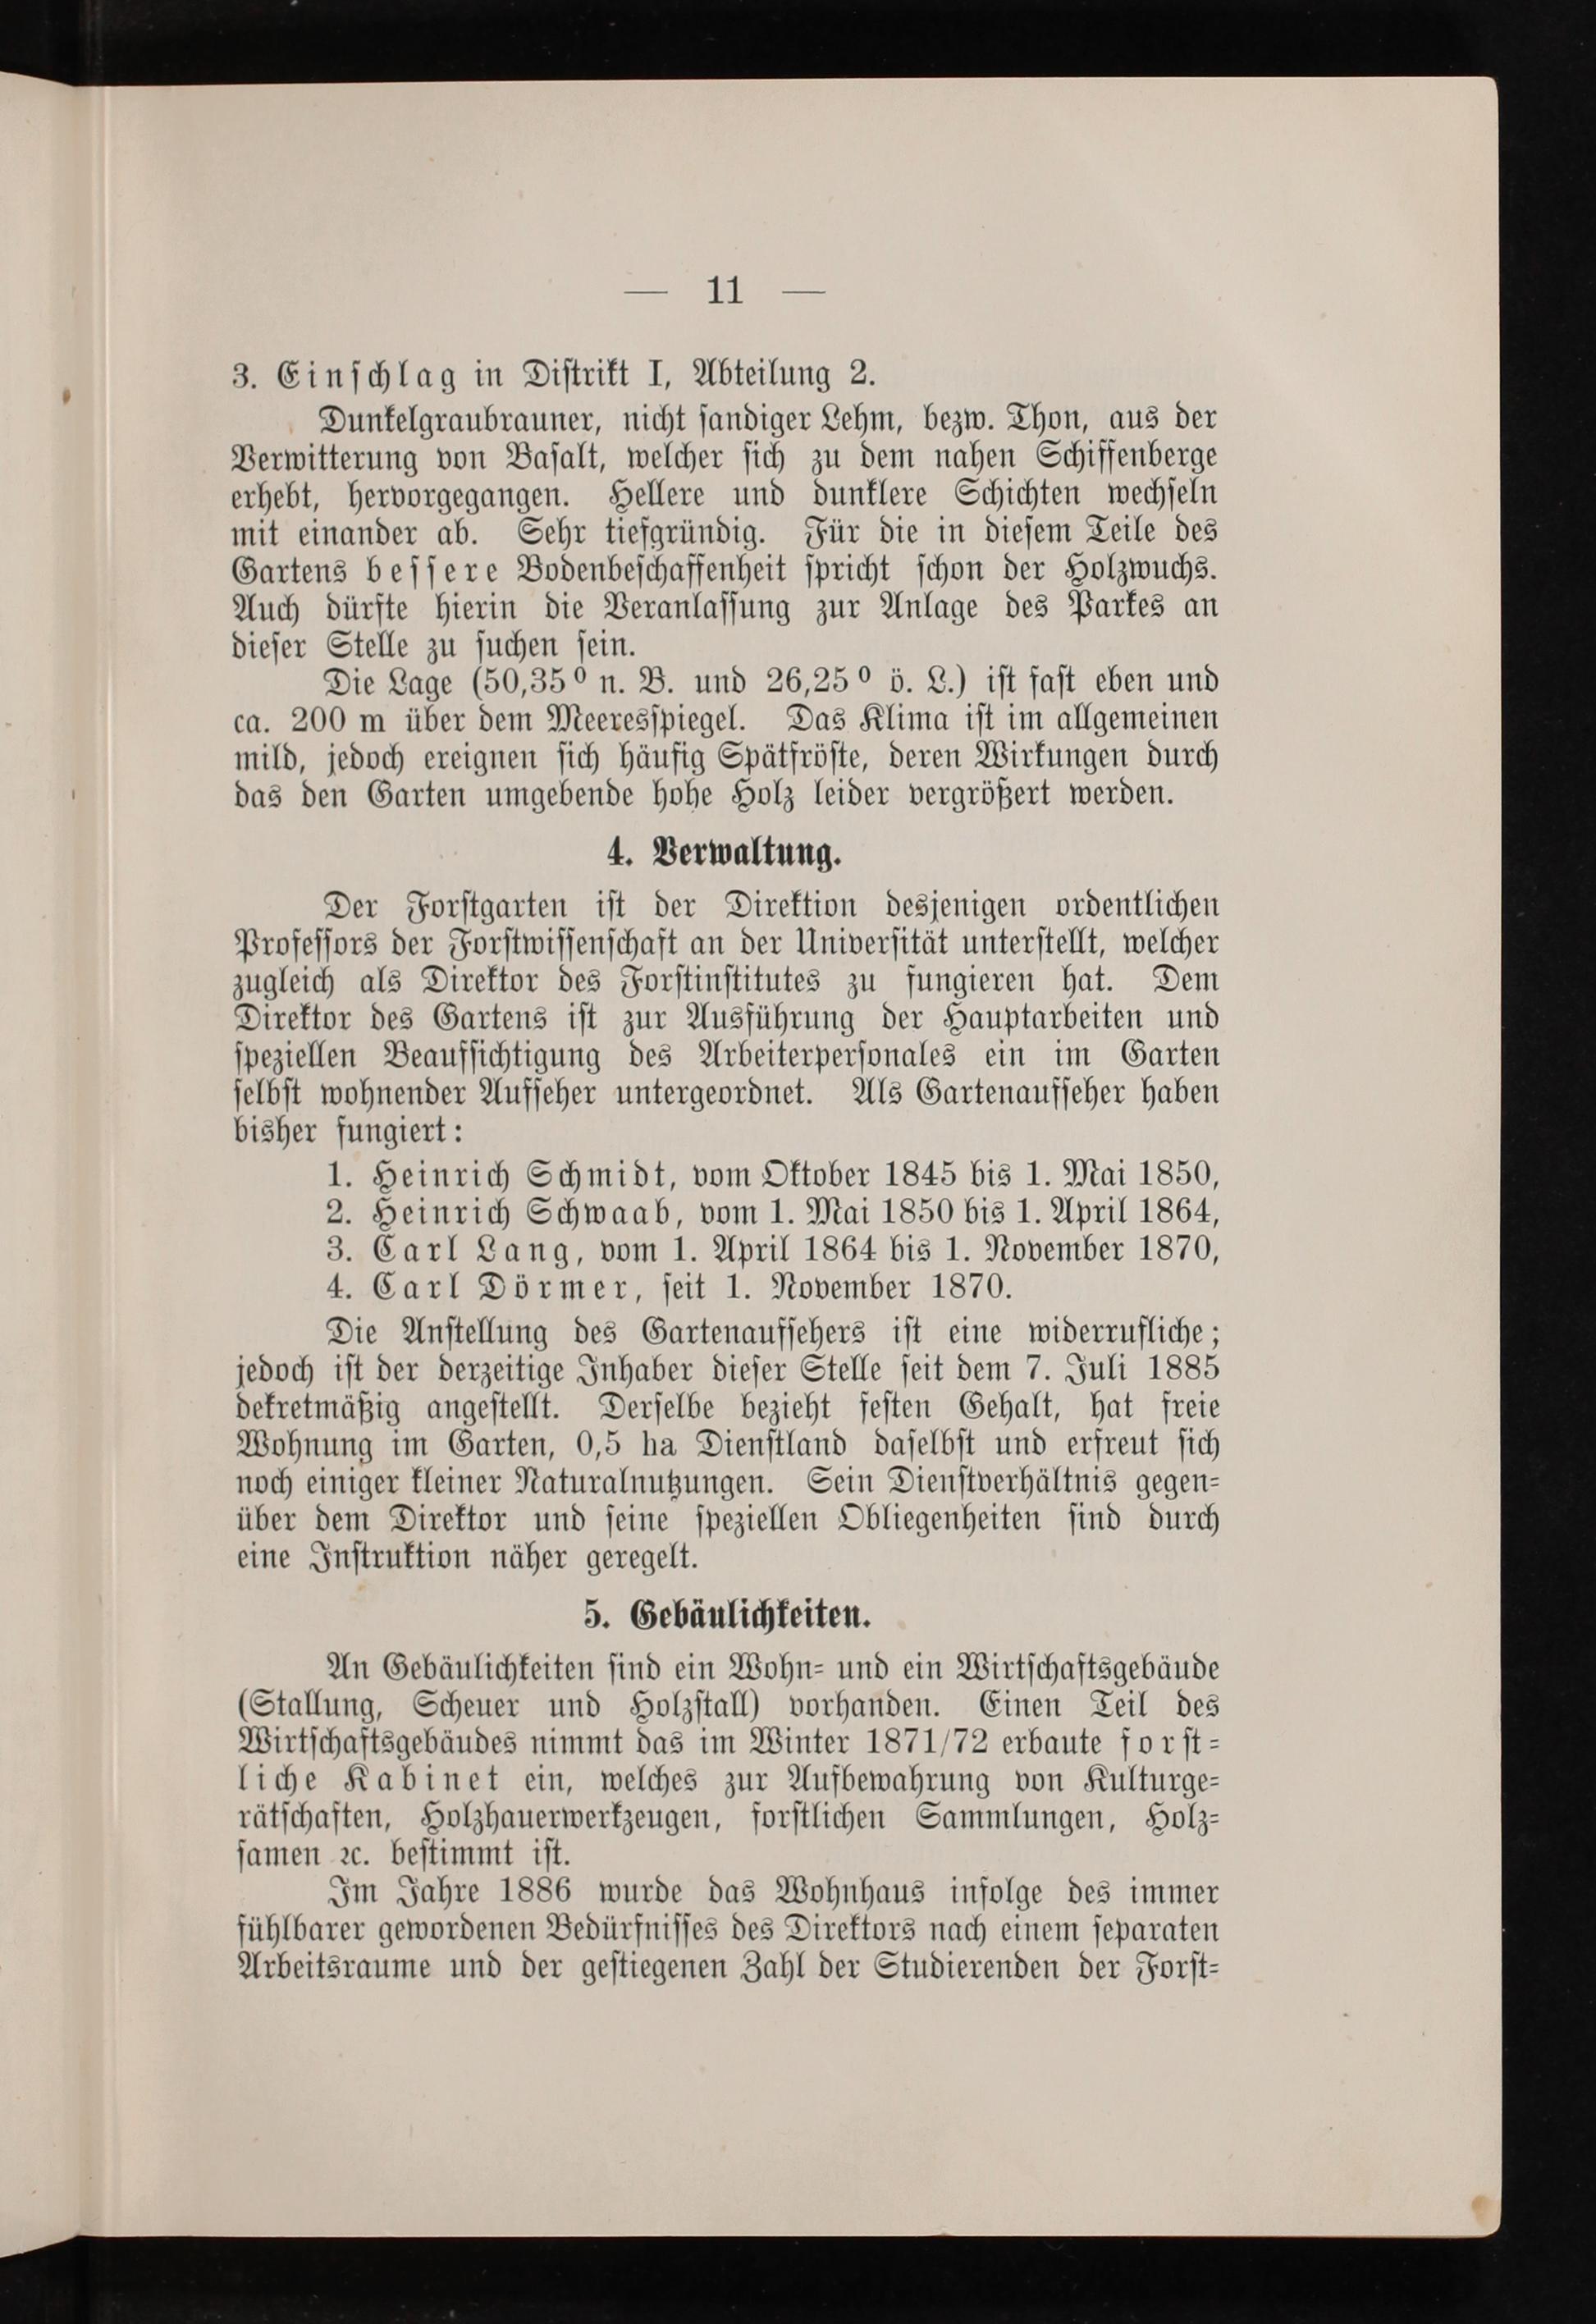 — 11 —
3. Einſchlag in Diſtrikt I, Abteilung 2.
Dunkelgraubrauner, nicht ſandiger Lehm, bezw. Thon, aus der
Verwitterung von Baſalt, welcher ſich zu dem nahen Schiffenberge
erhebt, hervorgegangen. Hellere und dunklere Schichten wechſeln
mit einander ab. Sehr tiefgründig. Für die in dieſem Teile des
Gartens beſſere Bodenbeſchaffenheit ſpricht ſchon der Holzwuchs.
Auch dürfte hierin die Veranlaſſung zur Anlage des Parkes an
dieſer Stelle zu ſuchen ſein.
Die Lage (50,35⁰ n. B. und 26,25⁰ ö. L.) iſt faſt eben und
ca. 200 m über dem Meeresſpiegel. Das Klima iſt im allgemeinen
mild, jedoch ereignen ſich häufig Spätfröſte, deren Wirkungen durch
das den Garten umgebende hohe Holz leider vergrößert werden.
4. Verwaltung.
Der Forſtgarten iſt der Direktion desjenigen ordentlichen
Profeſſors der Forſtwiſſenſchaft an der Univerſität unterſtellt, welcher
zugleich als Direktor des Forſtinſtitutes zu fungieren hat. Dem
Direktor des Gartens iſt zur Ausführung der Hauptarbeiten und
ſpeziellen Beaufſichtigung des Arbeiterperſonales ein im Garten
ſelbſt wohnender Aufſeher untergeordnet. Als Gartenaufſeher haben
bisher fungiert:
1. Heinrich Schmidt, vom Oktober 1845 bis 1. Mai 1850,
2. Heinrich Schwaab, vom 1. Mai 1850 bis 1. April 1864,
3. Carl Lang, vom 1. April 1864 bis 1. November 1870,
4. Carl Dörmer, ſeit 1. November 1870.
Die Anſtellung des Gartenaufſehers iſt eine widerrufliche;
jedoch iſt der derzeitige Inhaber dieſer Stelle ſeit dem 7. Juli 1885
dekretmäßig angeſtellt. Derſelbe bezieht feſten Gehalt, hat freie
Wohnung im Garten, 0,5 ha Dienſtland daſelbſt und erfreut ſich
noch einiger kleiner Naturalnutzungen. Sein Dienſtverhältnis gegen-
über dem Direktor und ſeine ſpeziellen Obliegenheiten ſind durch
eine Inſtruktion näher geregelt.
5. Gebäulichkeiten.
An Gebäulichkeiten ſind ein Wohn- und ein Wirtſchaftsgebäude
(Stallung, Scheuer und Holzſtall) vorhanden. Einen Teil des
Wirtſchaftsgebäudes nimmt das im Winter 1871/72 erbaute forſt-
liche Kabinet ein, welches zur Aufbewahrung von Kulturge-
rätſchaften, Holzhauerwerkzeugen, forſtlichen Sammlungen, Holz-
ſamen ꝛc. beſtimmt iſt.
Im Jahre 1886 wurde das Wohnhaus infolge des immer
fühlbarer gewordenen Bedürfniſſes des Direktors nach einem ſeparaten
Arbeitsraume und der geſtiegenen Zahl der Studierenden der Forſt-